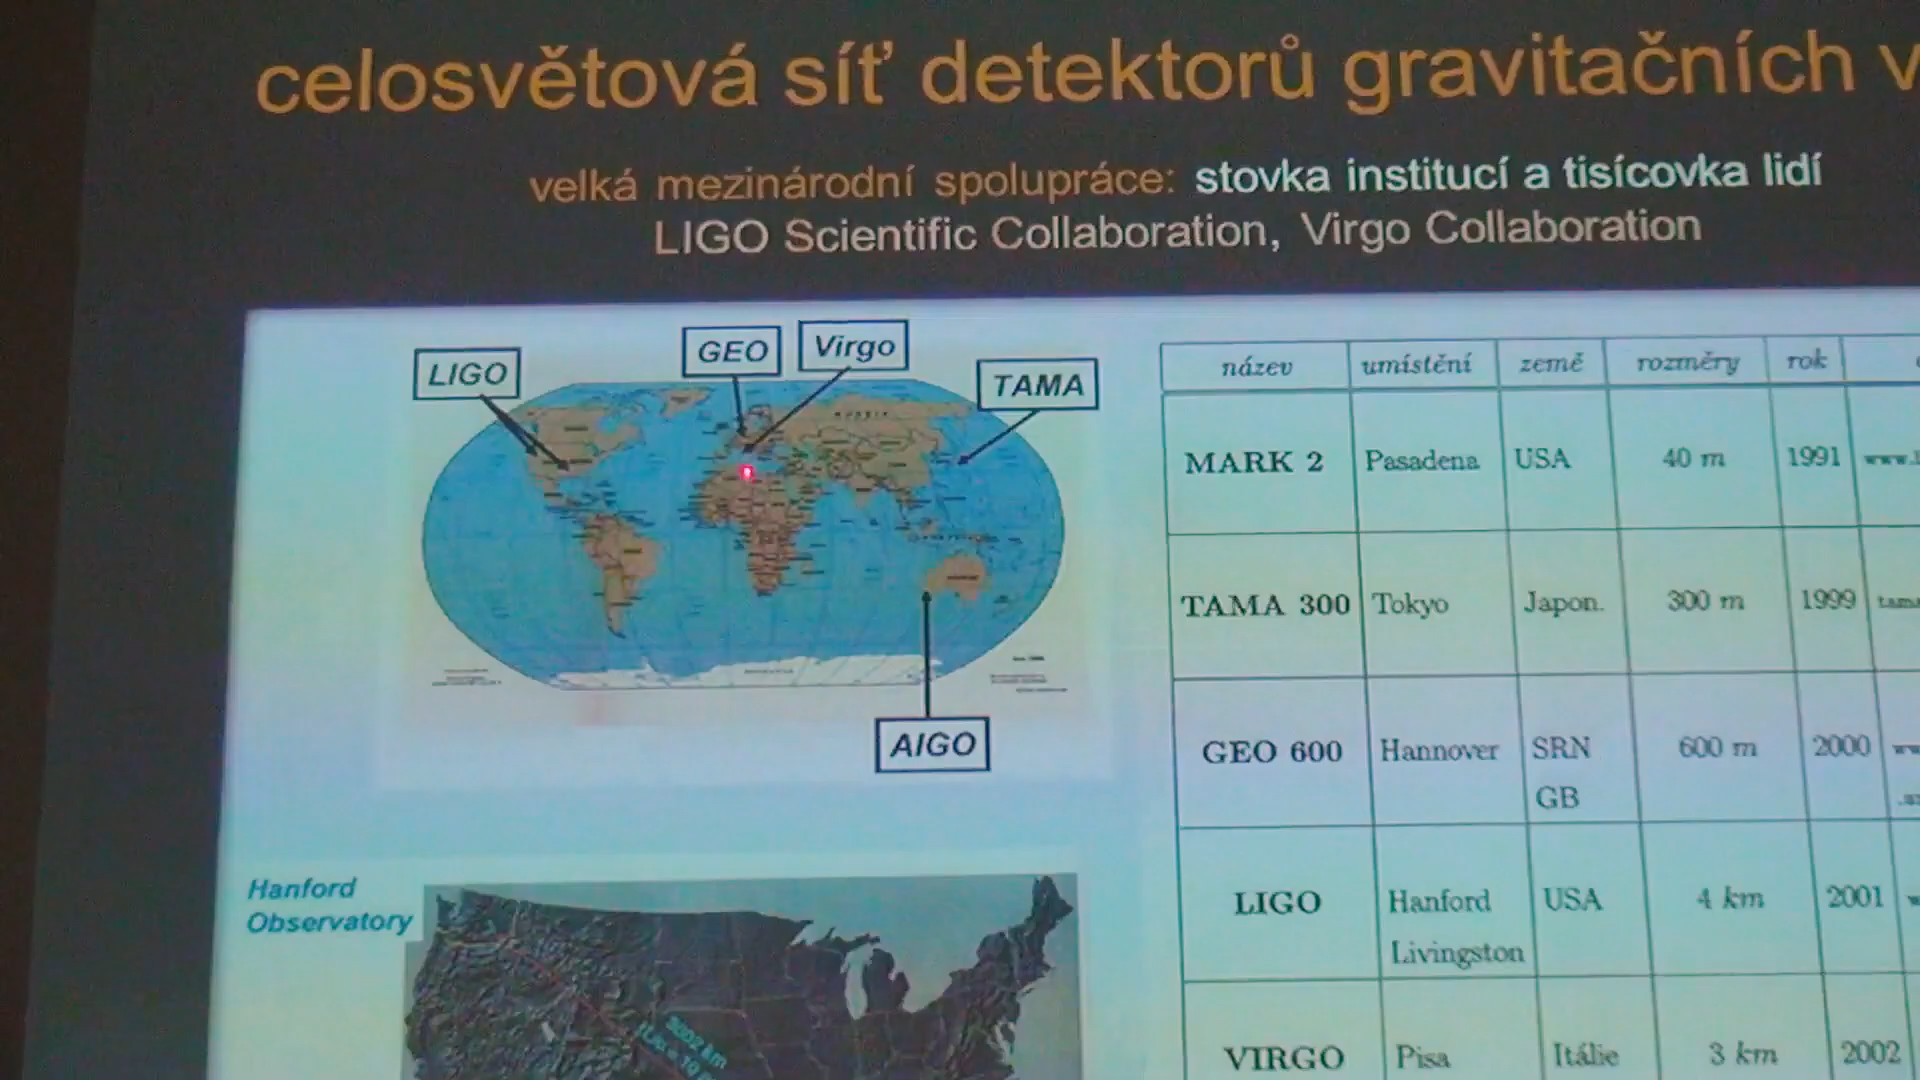 celosvětová síť detektorů gravitačních v
velká mezinárodní spolupráce: stovka institucí a tisícovka lidí
LIGO Scientific Collaboration, Virgo Collaboration
LIGO
GEO
Virgo
TAMA
AIGO
název umístění země rozměry rok
MARK 2 Pasadena USA 40 m 1991 www.
TAMA 300 Tokyo Japon. 300 m 1999 tama
GEO 600 Hannover SRN 600 m 2000
GB
LIGO Hanford USA 4 km 2001
Livingston
VIRGO Pisa Itálie 3 km 2002
Hanford
Observatory